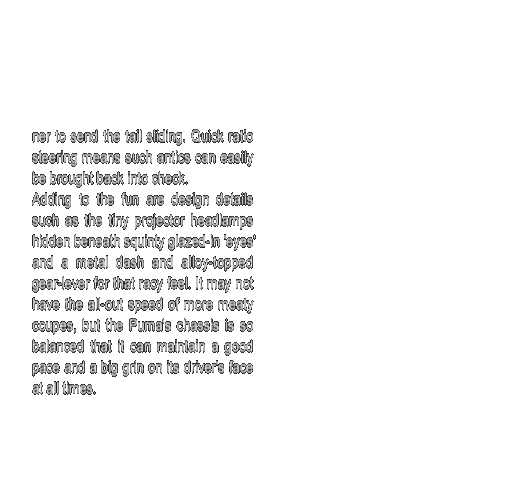 ner to send the tail sliding. Quick ratio
steering means such antics can easily
be brought back into check.
Adding to the fun are design details
such as the tiny projector headlamps
hidden beneath squinty glazed-in 'eyes'
and a metal dash and alloy-topped
gear-lever for that racy feel. It may not
have the all-out speed of more meaty
coupes, but the Puma's chassis is so
balanced that it can maintain a good
pace and a big grin on its driver's face
at all times.